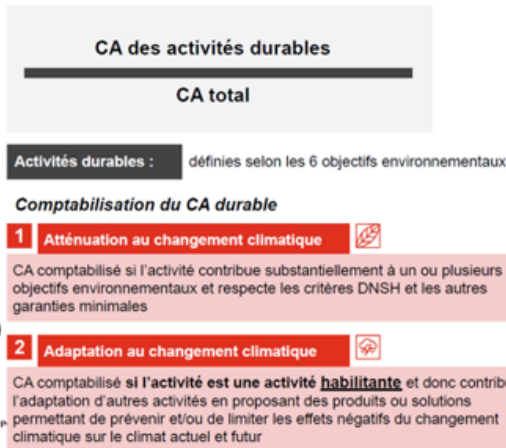 CA des activités durables
CA total
Activités durables : définies selon les 6 objectifs environnementaux
Comptabilisation du CA durable
1 Atténuation au changement climatique
CA comptabilisé si l'activité contribue substantiellement à un ou plusieurs
objectifs environnementaux et respecte les critères DNSH et les autres
garanties minimales
2 Adaptation au changement climatique
CA comptabilisé si l'activité est une activité habilitante et donc contribu
l'adaptation d'autres activités en proposant des produits ou solutions
permettant de prévenir et/ou de limiter les effets négatifs du changement
climatique sur le climat actuel et futur